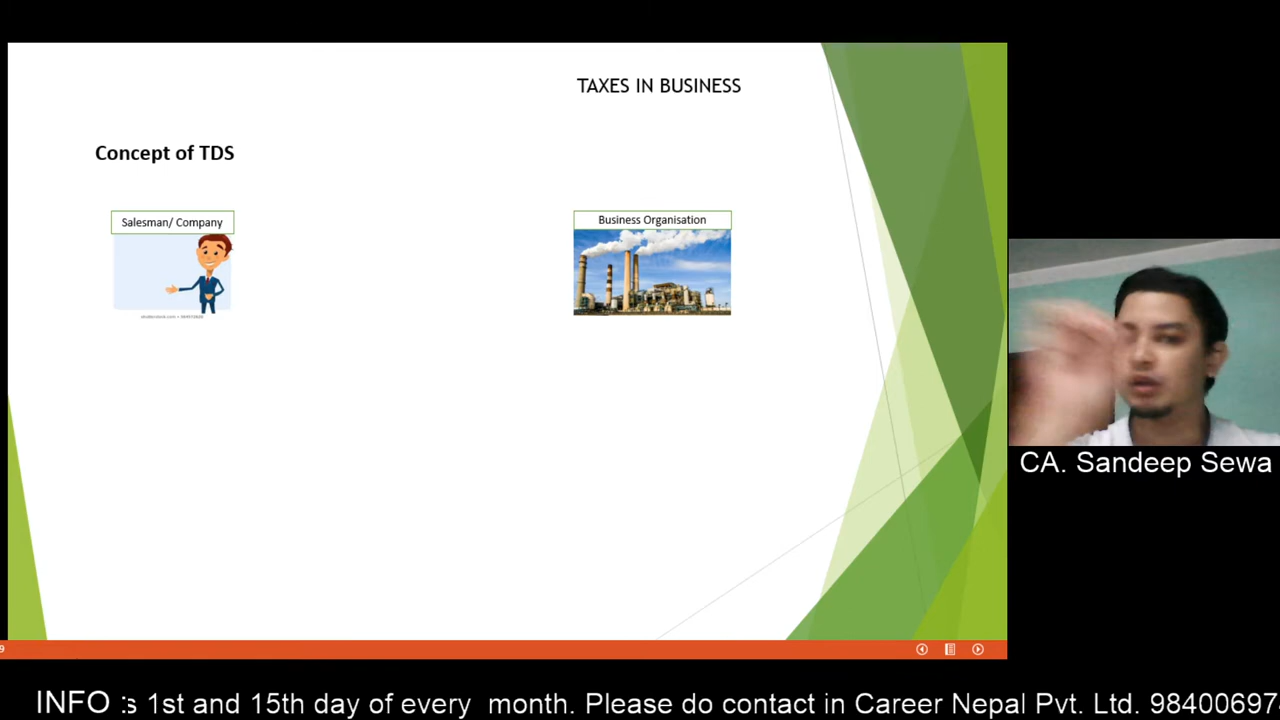 TAXES IN BUSINESS
Concept of TDS
Salesman/ Company
Business Organisation
CA. Sandeep Sewa
9
INFO : s 1st and 15th day of every month. Please do contact in Career Nepal Pvt. Ltd. 98400697